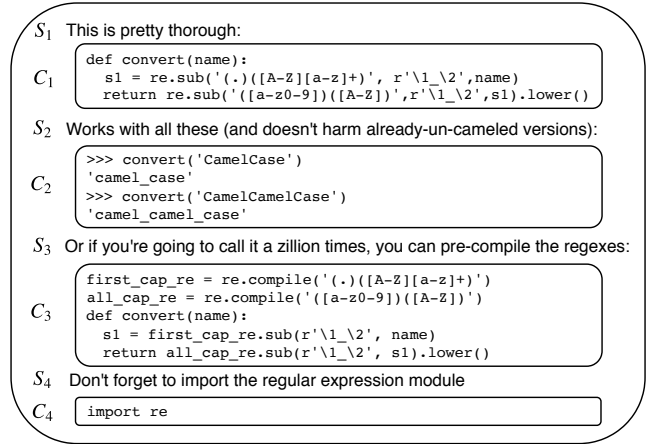 S1 This is pretty thorough:
C1
def convert(name):
  s1 = re.sub('(.)([A-Z][a-z]+)', r'\1_\2',name)
  return re.sub('([a-z0-9])([A-Z])',r'\1_\2',s1).lower()
S2 Works with all these (and doesn't harm already-un-cameled versions):
C2
>>> convert('CamelCase')
'camel_case'
>>> convert('CamelCamelCase')
'camel_camel_case'
S3 Or if you're going to call it a zillion times, you can pre-compile the regexes:
C3
first_cap_re = re.compile('(.)([A-Z][a-z]+)')
all_cap_re = re.compile('([a-z0-9])([A-Z])')
def convert(name):
  s1 = first_cap_re.sub(r'\1_\2', name)
  return all_cap_re.sub(r'\1_\2', s1).lower()
S4 Don't forget to import the regular expression module
C4
import re